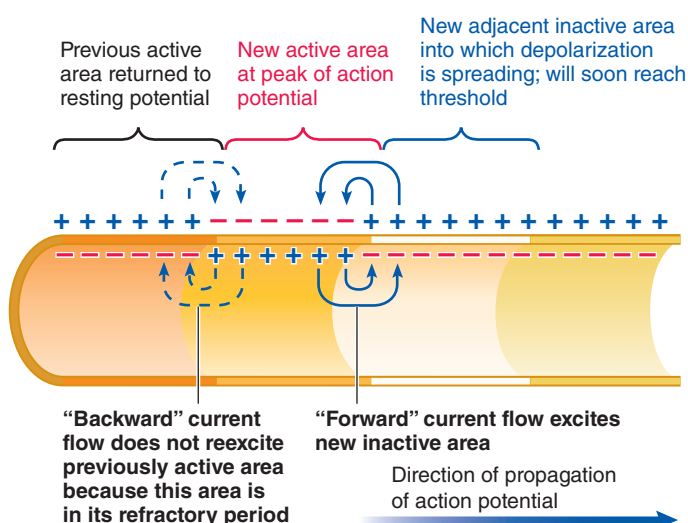 Previous active
area returned to
resting potential
New active area
at peak of action
potential
New adjacent inactive area
into which depolarization
is spreading; will soon reach
threshold
“Backward” current
flow does not reexcite
previously active area
because this area is
in its refractory period
“Forward” current flow excites
new inactive area
Direction of propagation
of action potential